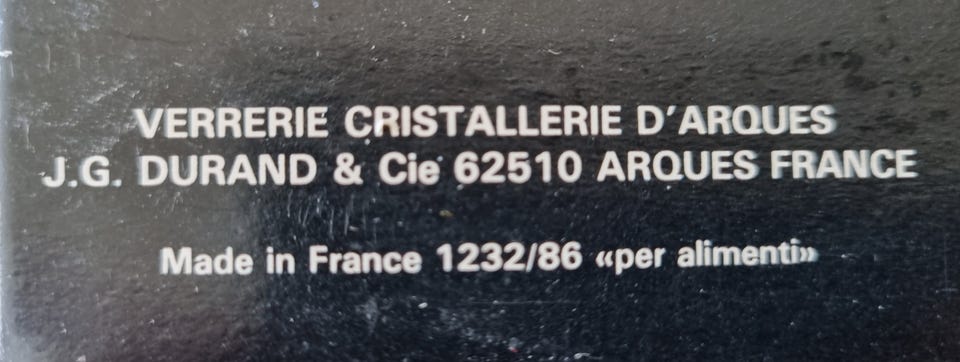 VERRERIE CRISTALLERIE D'ARQUES
J.G. DURAND & Cie 62510 ARQUES FRANCE
Made in France 1232/86 «per alimenti»